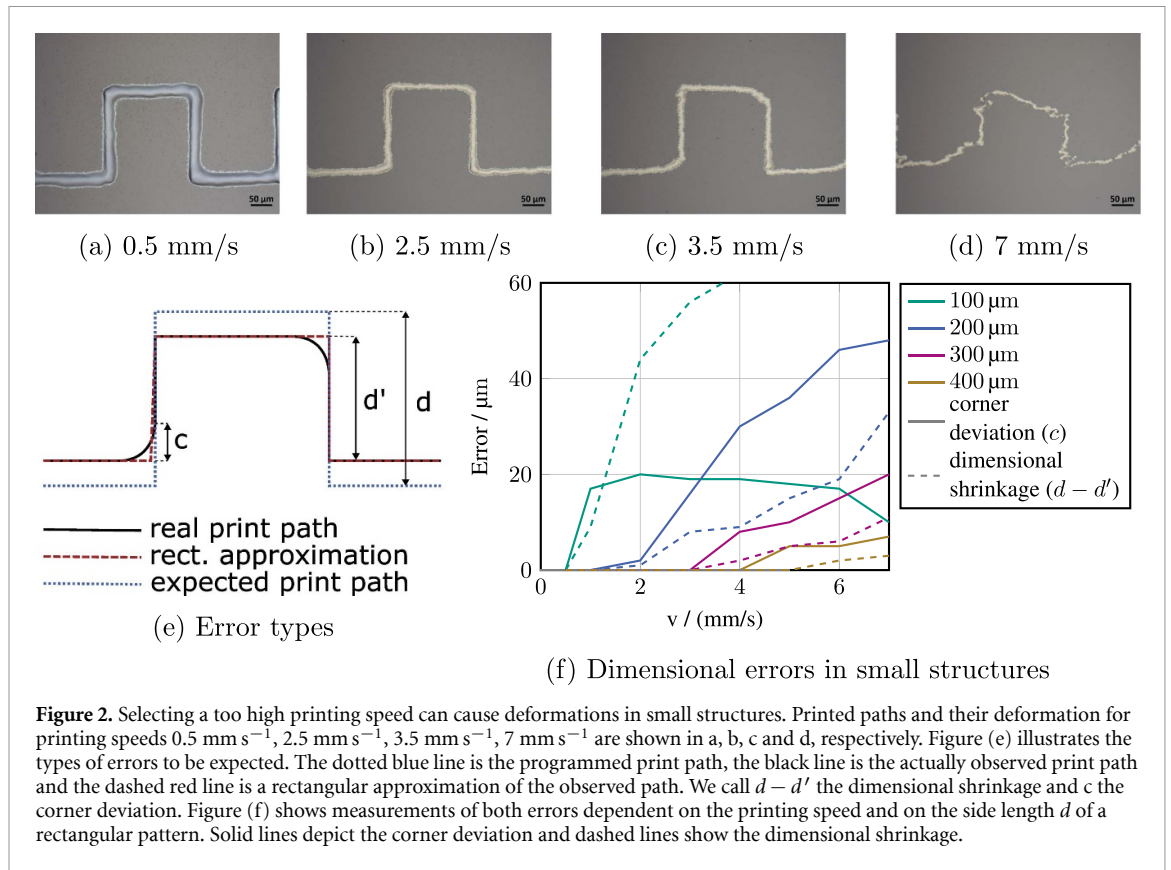 50 µm
50 µm
50 µm
50 µm
(a) 0.5 mm/s
(b) 2.5 mm/s
(c) 3.5 mm/s
(d) 7 mm/s
c
d'
d
real print path
rect. approximation
expected print path
(e) Error types
60
40
20
0
Error / µm
0
2
4
6
v / (mm/s)
100 µm
200 µm
300 µm
400 µm
corner
deviation (c)
dimensional
shrinkage (d − d′)
(f) Dimensional errors in small structures
Figure 2. Selecting a too high printing speed can cause deformations in small structures. Printed paths and their deformation for
printing speeds 0.5 mm s⁻¹, 2.5 mm s⁻¹, 3.5 mm s⁻¹, 7 mm s⁻¹ are shown in a, b, c and d, respectively. Figure (e) illustrates the
types of errors to be expected. The dotted blue line is the programmed print path, the black line is the actually observed print path
and the dashed red line is a rectangular approximation of the observed path. We call d − d′ the dimensional shrinkage and c the
corner deviation. Figure (f) shows measurements of both errors dependent on the printing speed and on the side length d of a
rectangular pattern. Solid lines depict the corner deviation and dashed lines show the dimensional shrinkage.